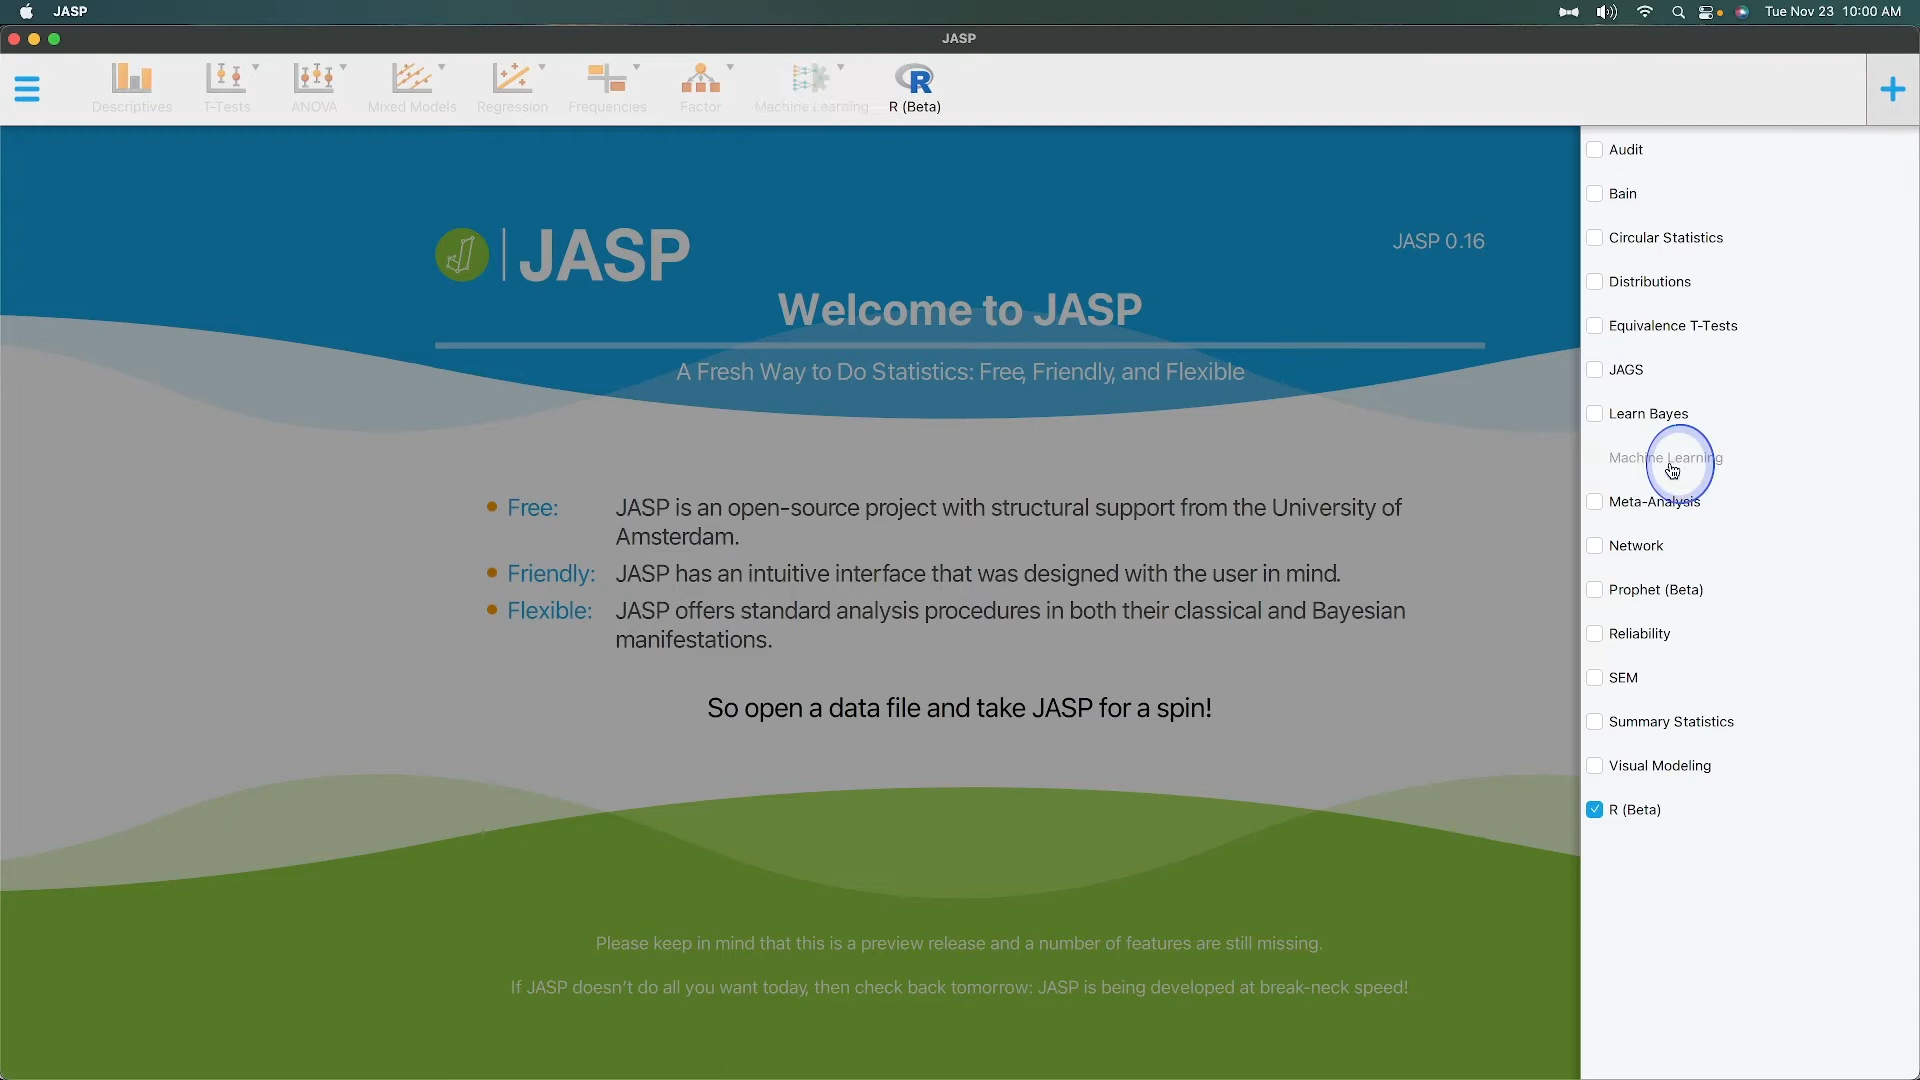 JASP
Tue Nov 23 10:00 AM
JASP
Descriptives
T-Tests
ANOVA
Mixed Models
Regression
Frequencies
Factor
Machine Learning
R (Beta)
JASP
JASP 0.16
Welcome to JASP
A Fresh Way to Do Statistics: Free, Friendly, and Flexible
Free: JASP is an open-source project with structural support from the University of
Amsterdam.
Friendly: JASP has an intuitive interface that was designed with the user in mind.
Flexible: JASP offers standard analysis procedures in both their classical and Bayesian
manifestations.
So open a data file and take JASP for a spin!
Please keep in mind that this is a preview release and a number of features are still missing.
If JASP doesn't do all you want today, then check back tomorrow: JASP is being developed at break-neck speed!
Audit
Bain
Circular Statistics
Distributions
Equivalence T-Tests
JAGS
Learn Bayes
Machine Learning
Meta-Analysis
Network
Prophet (Beta)
Reliability
SEM
Summary Statistics
Visual Modeling
R (Beta)